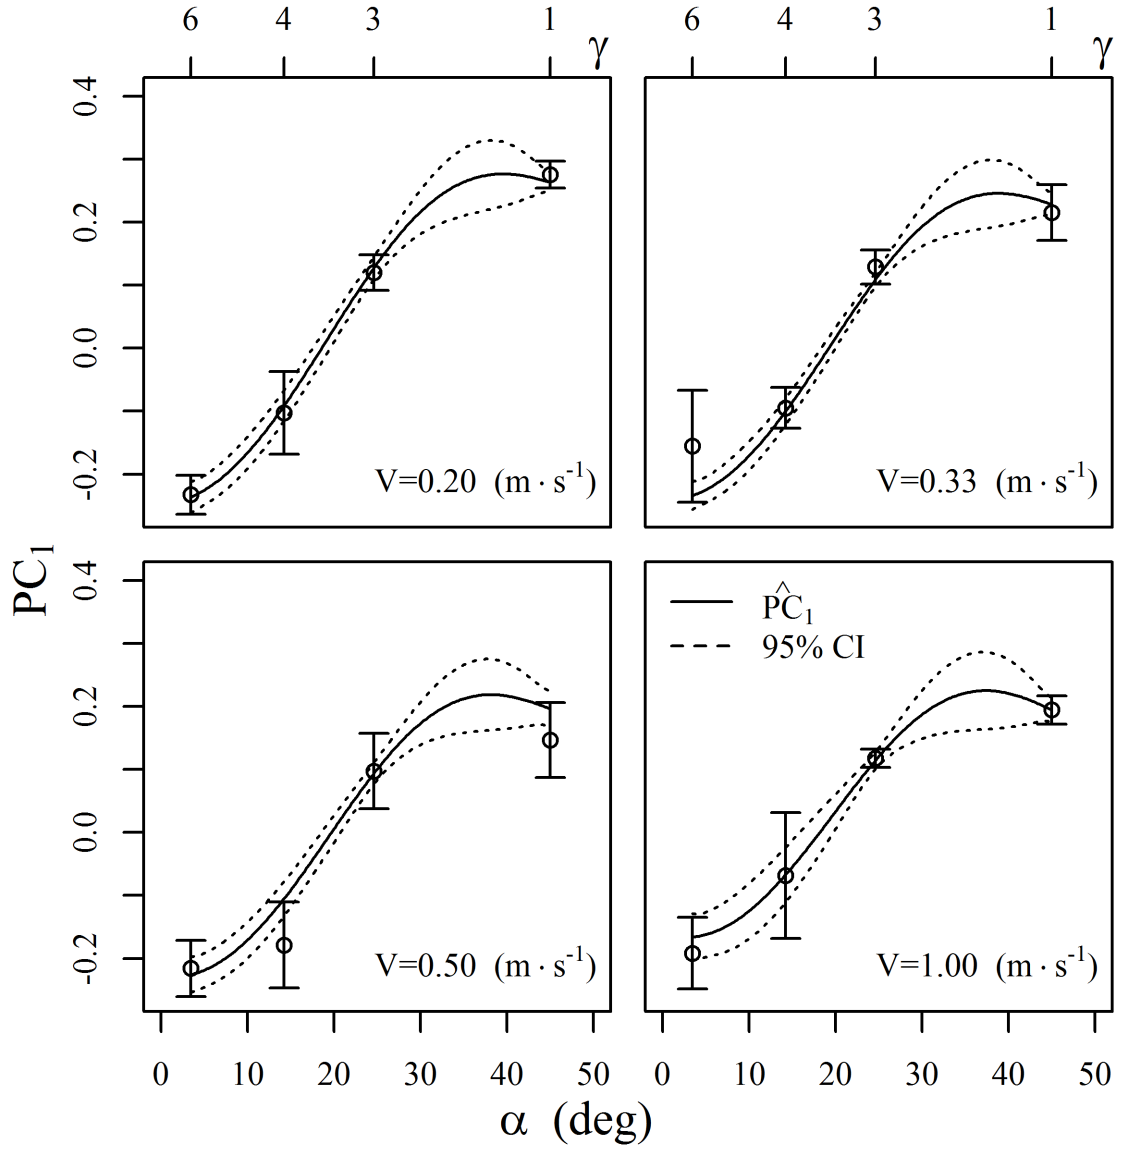 6 4 3 1 γ
6 4 3 1 γ
0.4
0.2
0.0
-0.2
V=0.20 (m · s⁻¹)
V=0.33 (m · s⁻¹)
PC₁
0.4
0.2
0.0
-0.2
P̂C₁
95% CI
V=0.50 (m · s⁻¹)
V=1.00 (m · s⁻¹)
0 10 20 30 40 50
0 10 20 30 40 50
α (deg)